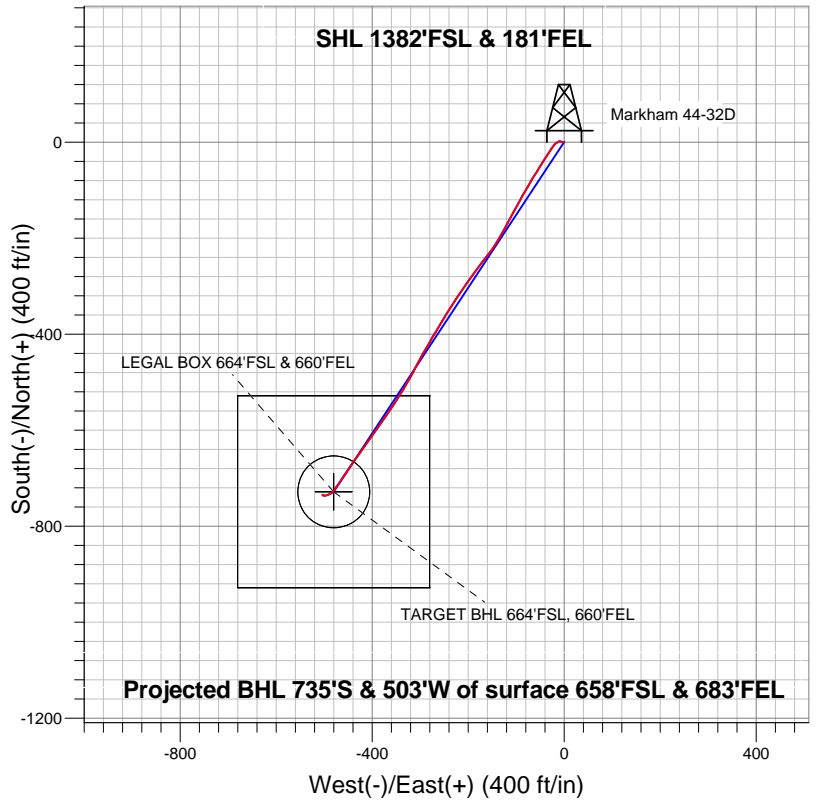 SHL 1382'FSL & 181'FEL
Markham 44-32D
0
-400
LEGAL BOX 664'FSL & 660'FEL
South(-)/North(+) (400 ft/in)
-800
TARGET BHL 664'FSL, 660'FEL
Projected BHL 735'S & 503'W of surface 658'FSL & 683'FEL
-1200
-800
-400
0
400
West(-)/East(+) (400 ft/in)